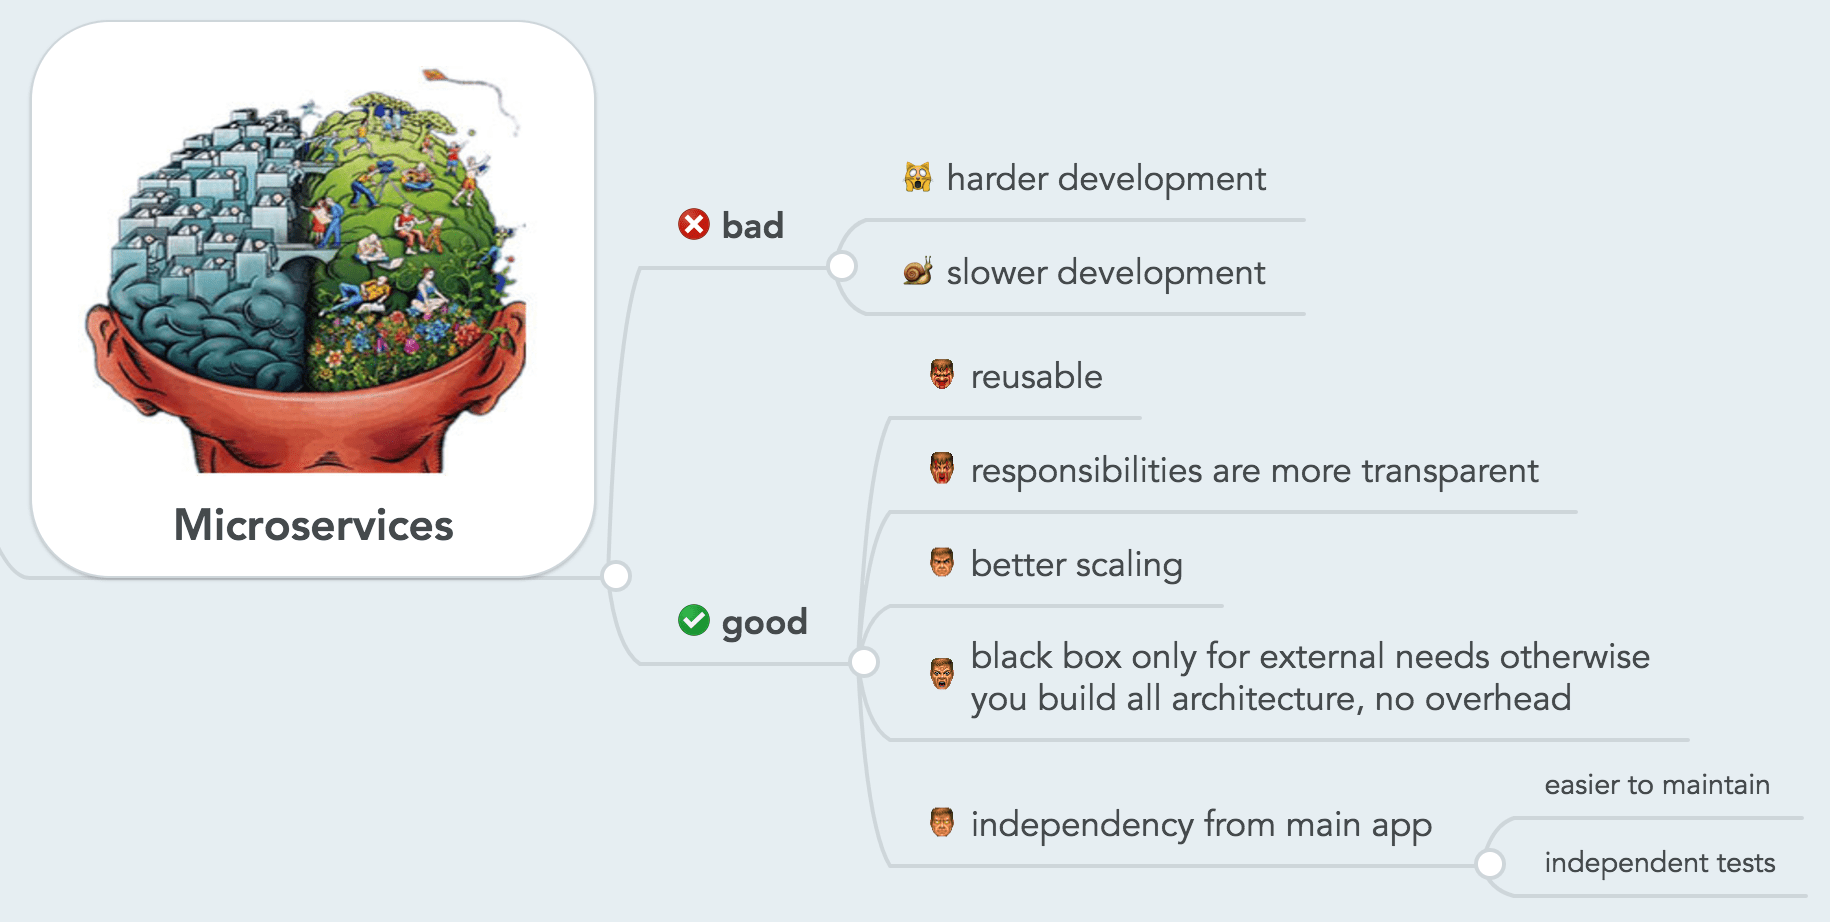 Microservices
bad
harder development
slower development
good
reusable
responsibilities are more transparent
better scaling
black box only for external needs otherwise
you build all architecture, no overhead
independency from main app
easier to maintain
independent tests